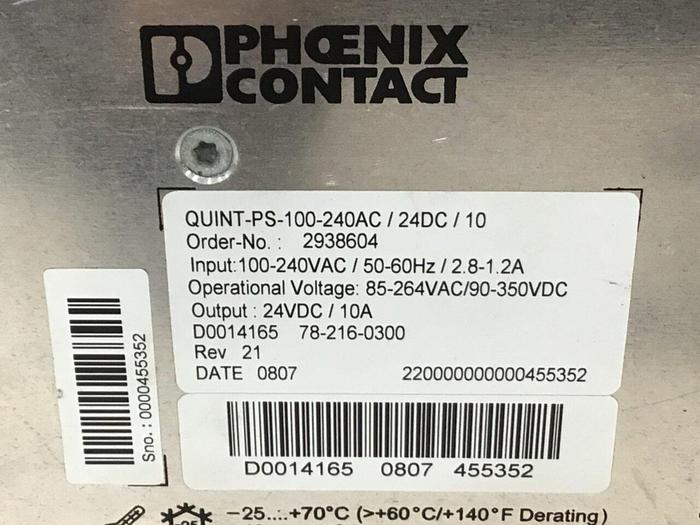 PHŒNIX
CONTACT
QUINT-PS-100-240AC / 24DC / 10
Order-No. : 2938604
Input:100-240VAC / 50-60Hz / 2.8-1.2A
Operational Voltage: 85-264VAC/90-350VDC
Output : 24VDC / 10A
D0014165 78-216-0300
Rev 21
DATE 0807 220000000000455352
Sno.: 0000455352
D0014165 0807 455352
-25....+70°C (>+60°C/+140°F Derating)